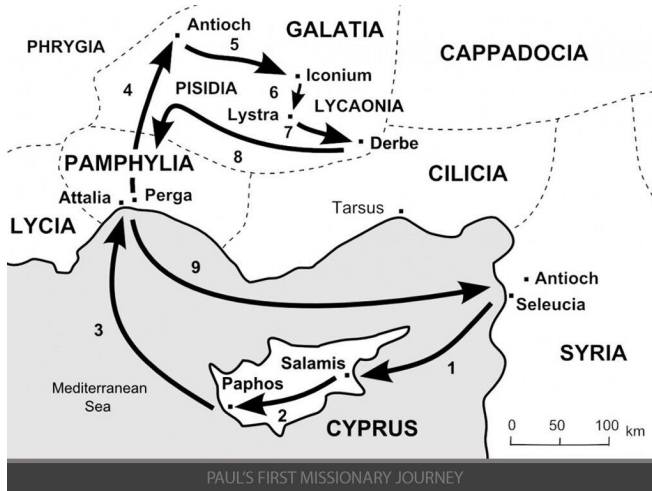 Antioch
GALATIA
PHRYGIA
5
CAPPADOCIA
Iconium
4
PISIDIA
6
LYCAONIA
Lystra
7
Derbe
8
PAMPHYLIA
CILICIA
Attalia
Perga
Tarsus
LYCIA
9
Antioch
Seleucia
3
SYRIA
Salamis
1
Paphos
Mediterranean
Sea
2
CYPRUS
0 50 100 km
PAUL'S FIRST MISSIONARY JOURNEY